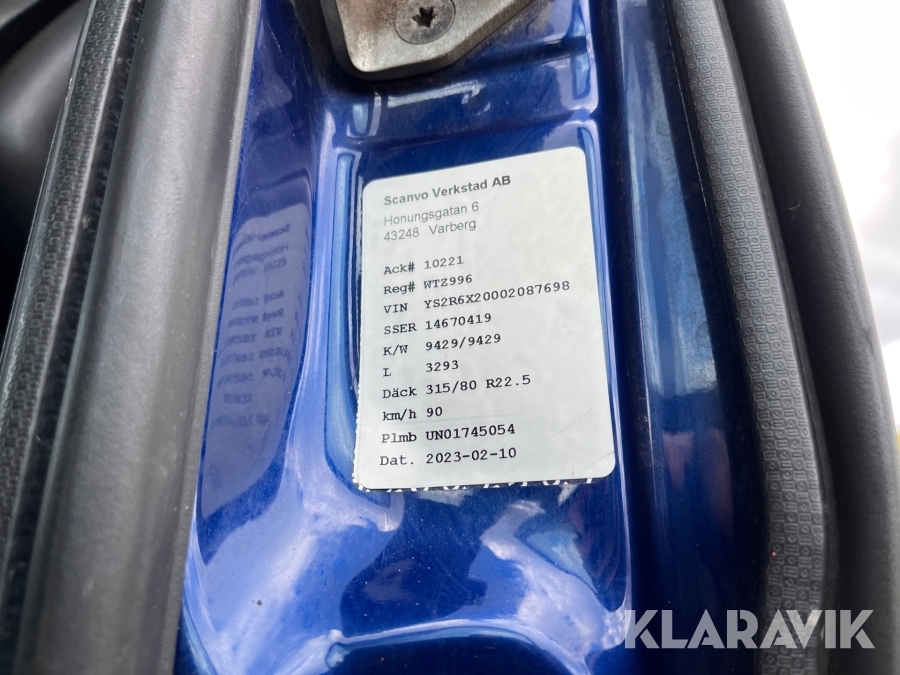 Scanvo Verkstad AB
Honungsgatan 6
43248 Varberg
Ack# 10221
Reg# WTZ996
VIN YS2R6X20002087698
SSER 14670419
K/W 9429/9429
L 3293
Däck 315/80 R22.5
km/h 90
Plmb UN01745054
Dat. 2023-02-10
KLARAVIK